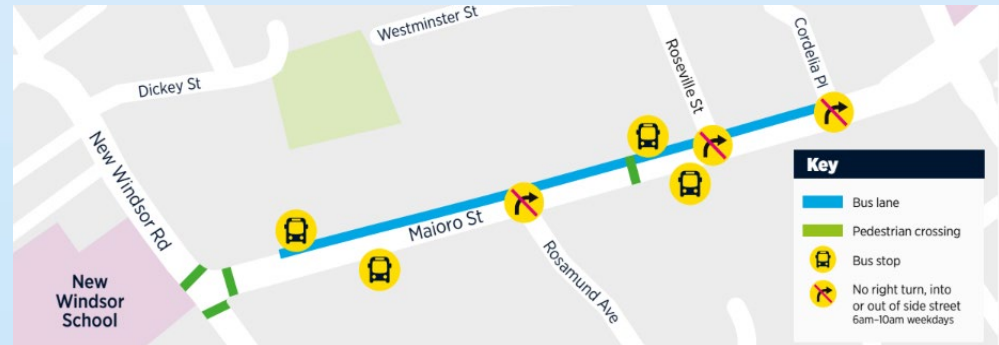 Westminster St
Dickey St
New Windsor Rd
Roseville St
Cordelia Pl
Maioro St
Rosamund Ave
New
Windsor
School
Key
Bus lane
Pedestrian crossing
Bus stop
No right turn, into
or out of side street
6am–10am weekdays